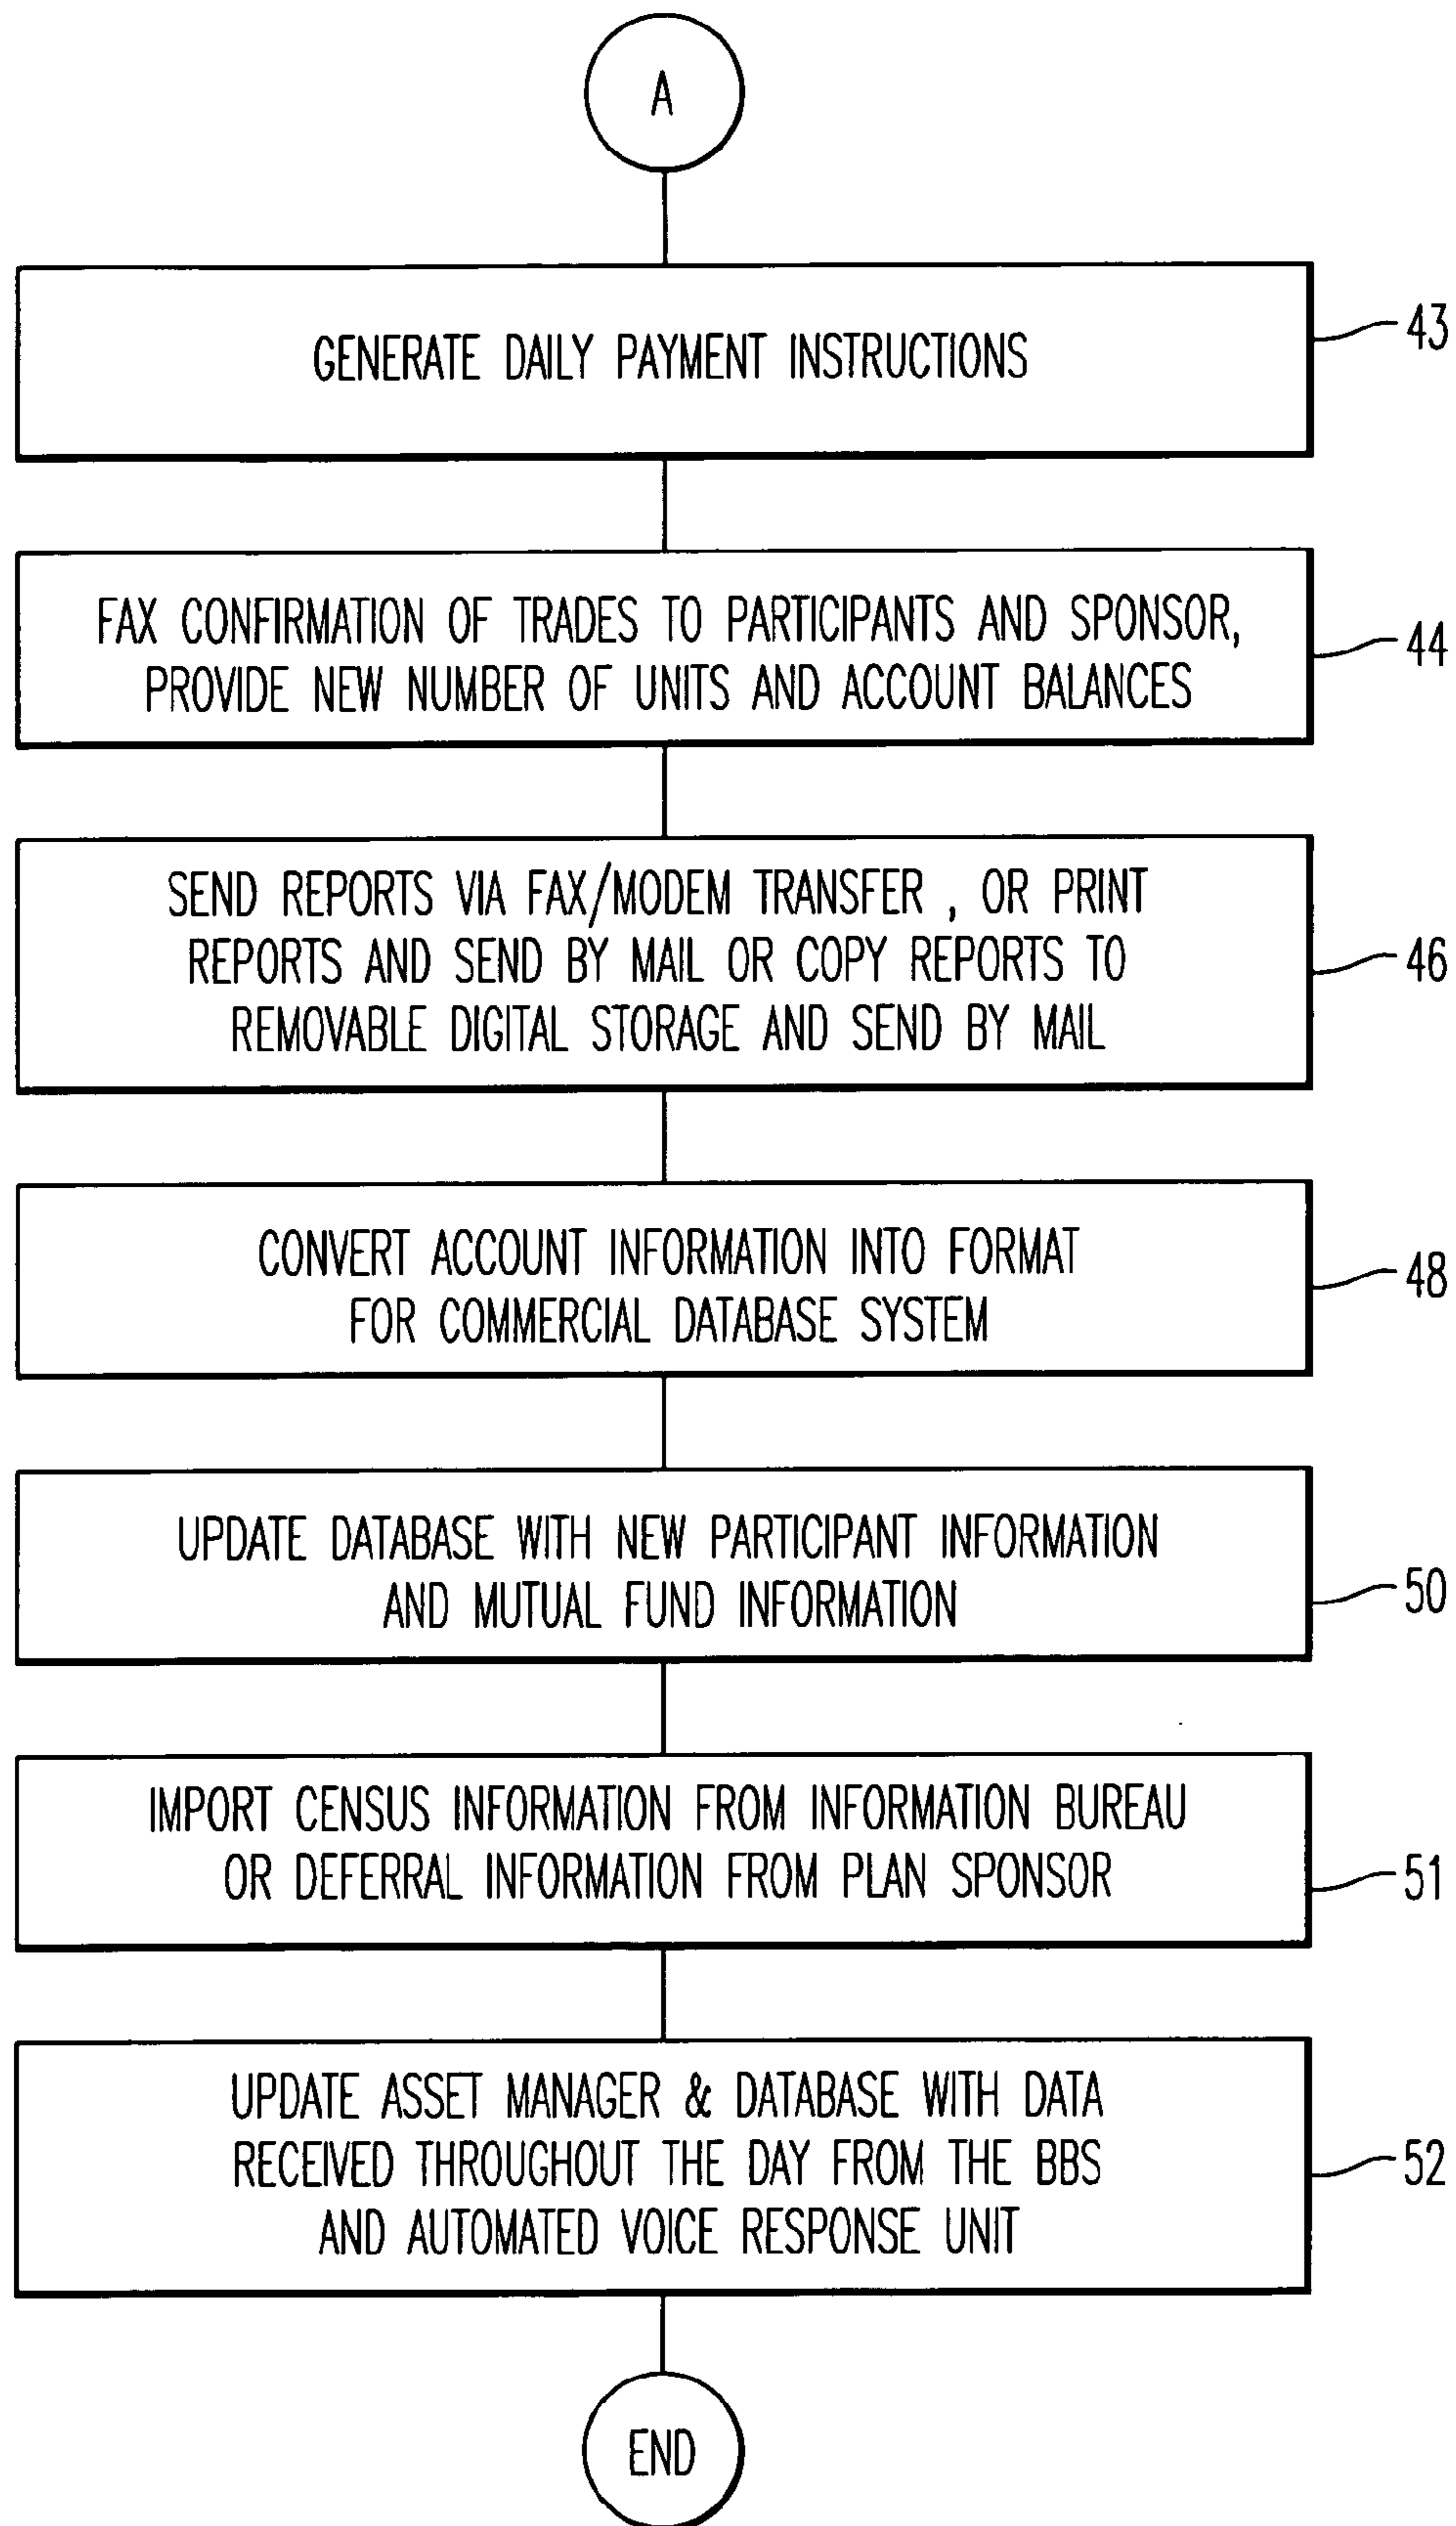 A
GENERATE DAILY PAYMENT INSTRUCTIONS
43
FAX CONFIRMATION OF TRADES TO PARTICIPANTS AND SPONSOR,
PROVIDE NEW NUMBER OF UNITS AND ACCOUNT BALANCES
44
SEND REPORTS VIA FAX/MODEM TRANSFER , OR PRINT
REPORTS AND SEND BY MAIL OR COPY REPORTS TO
REMOVABLE DIGITAL STORAGE AND SEND BY MAIL
46
CONVERT ACCOUNT INFORMATION INTO FORMAT
FOR COMMERCIAL DATABASE SYSTEM
48
UPDATE DATABASE WITH NEW PARTICIPANT INFORMATION
AND MUTUAL FUND INFORMATION
50
IMPORT CENSUS INFORMATION FROM INFORMATION BUREAU
OR DEFERRAL INFORMATION FROM PLAN SPONSOR
51
UPDATE ASSET MANAGER & DATABASE WITH DATA
RECEIVED THROUGHOUT THE DAY FROM THE BBS
AND AUTOMATED VOICE RESPONSE UNIT
52
END